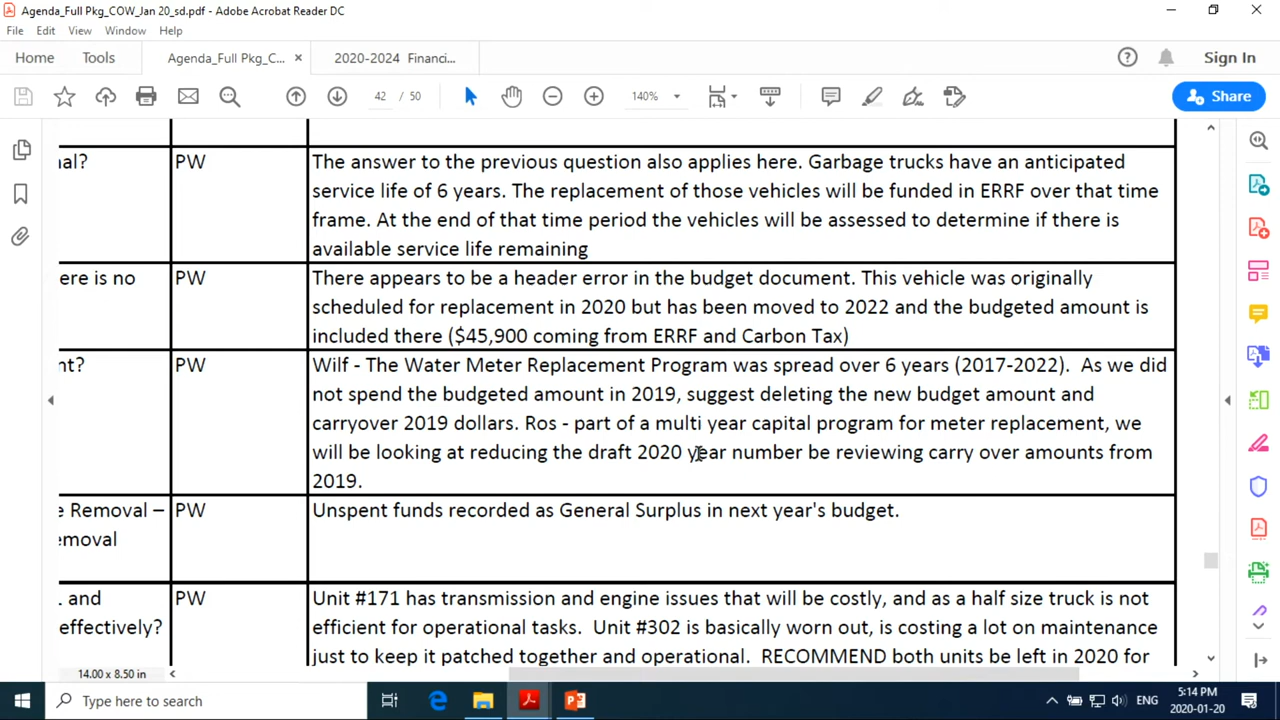 Agenda_Full Pkg_COW_Jan 20_sd.pdf - Adobe Acrobat Reader DC
File Edit View Window Help
Home Tools Agenda_Full Pkg_C... × 2020-2024 Financi... Sign In
42 / 50 140% Share
nal? PW The answer to the previous question also applies here. Garbage trucks have an anticipated
service life of 6 years. The replacement of those vehicles will be funded in ERRF over that time
frame. At the end of that time period the vehicles will be assessed to determine if there is
available service life remaining
ere is no PW There appears to be a header error in the budget document. This vehicle was originally
scheduled for replacement in 2020 but has been moved to 2022 and the budgeted amount is
included there ($45,900 coming from ERRF and Carbon Tax)
nt? PW Wilf - The Water Meter Replacement Program was spread over 6 years (2017-2022). As we did
not spend the budgeted amount in 2019, suggest deleting the new budget amount and
carryover 2019 dollars. Ros - part of a multi year capital program for meter replacement, we
will be looking at reducing the draft 2020 year number be reviewing carry over amounts from
2019.
e Removal – PW Unspent funds recorded as General Surplus in next year's budget.
emoval
and PW Unit #171 has transmission and engine issues that will be costly, and as a half size truck is not
effectively? efficient for operational tasks. Unit #302 is basically worn out, is costing a lot on maintenance
just to keep it patched together and operational. RECOMMEND both units be left in 2020 for
14.00 x 8.50 in
Type here to search ENG 5:14 PM
2020-01-20